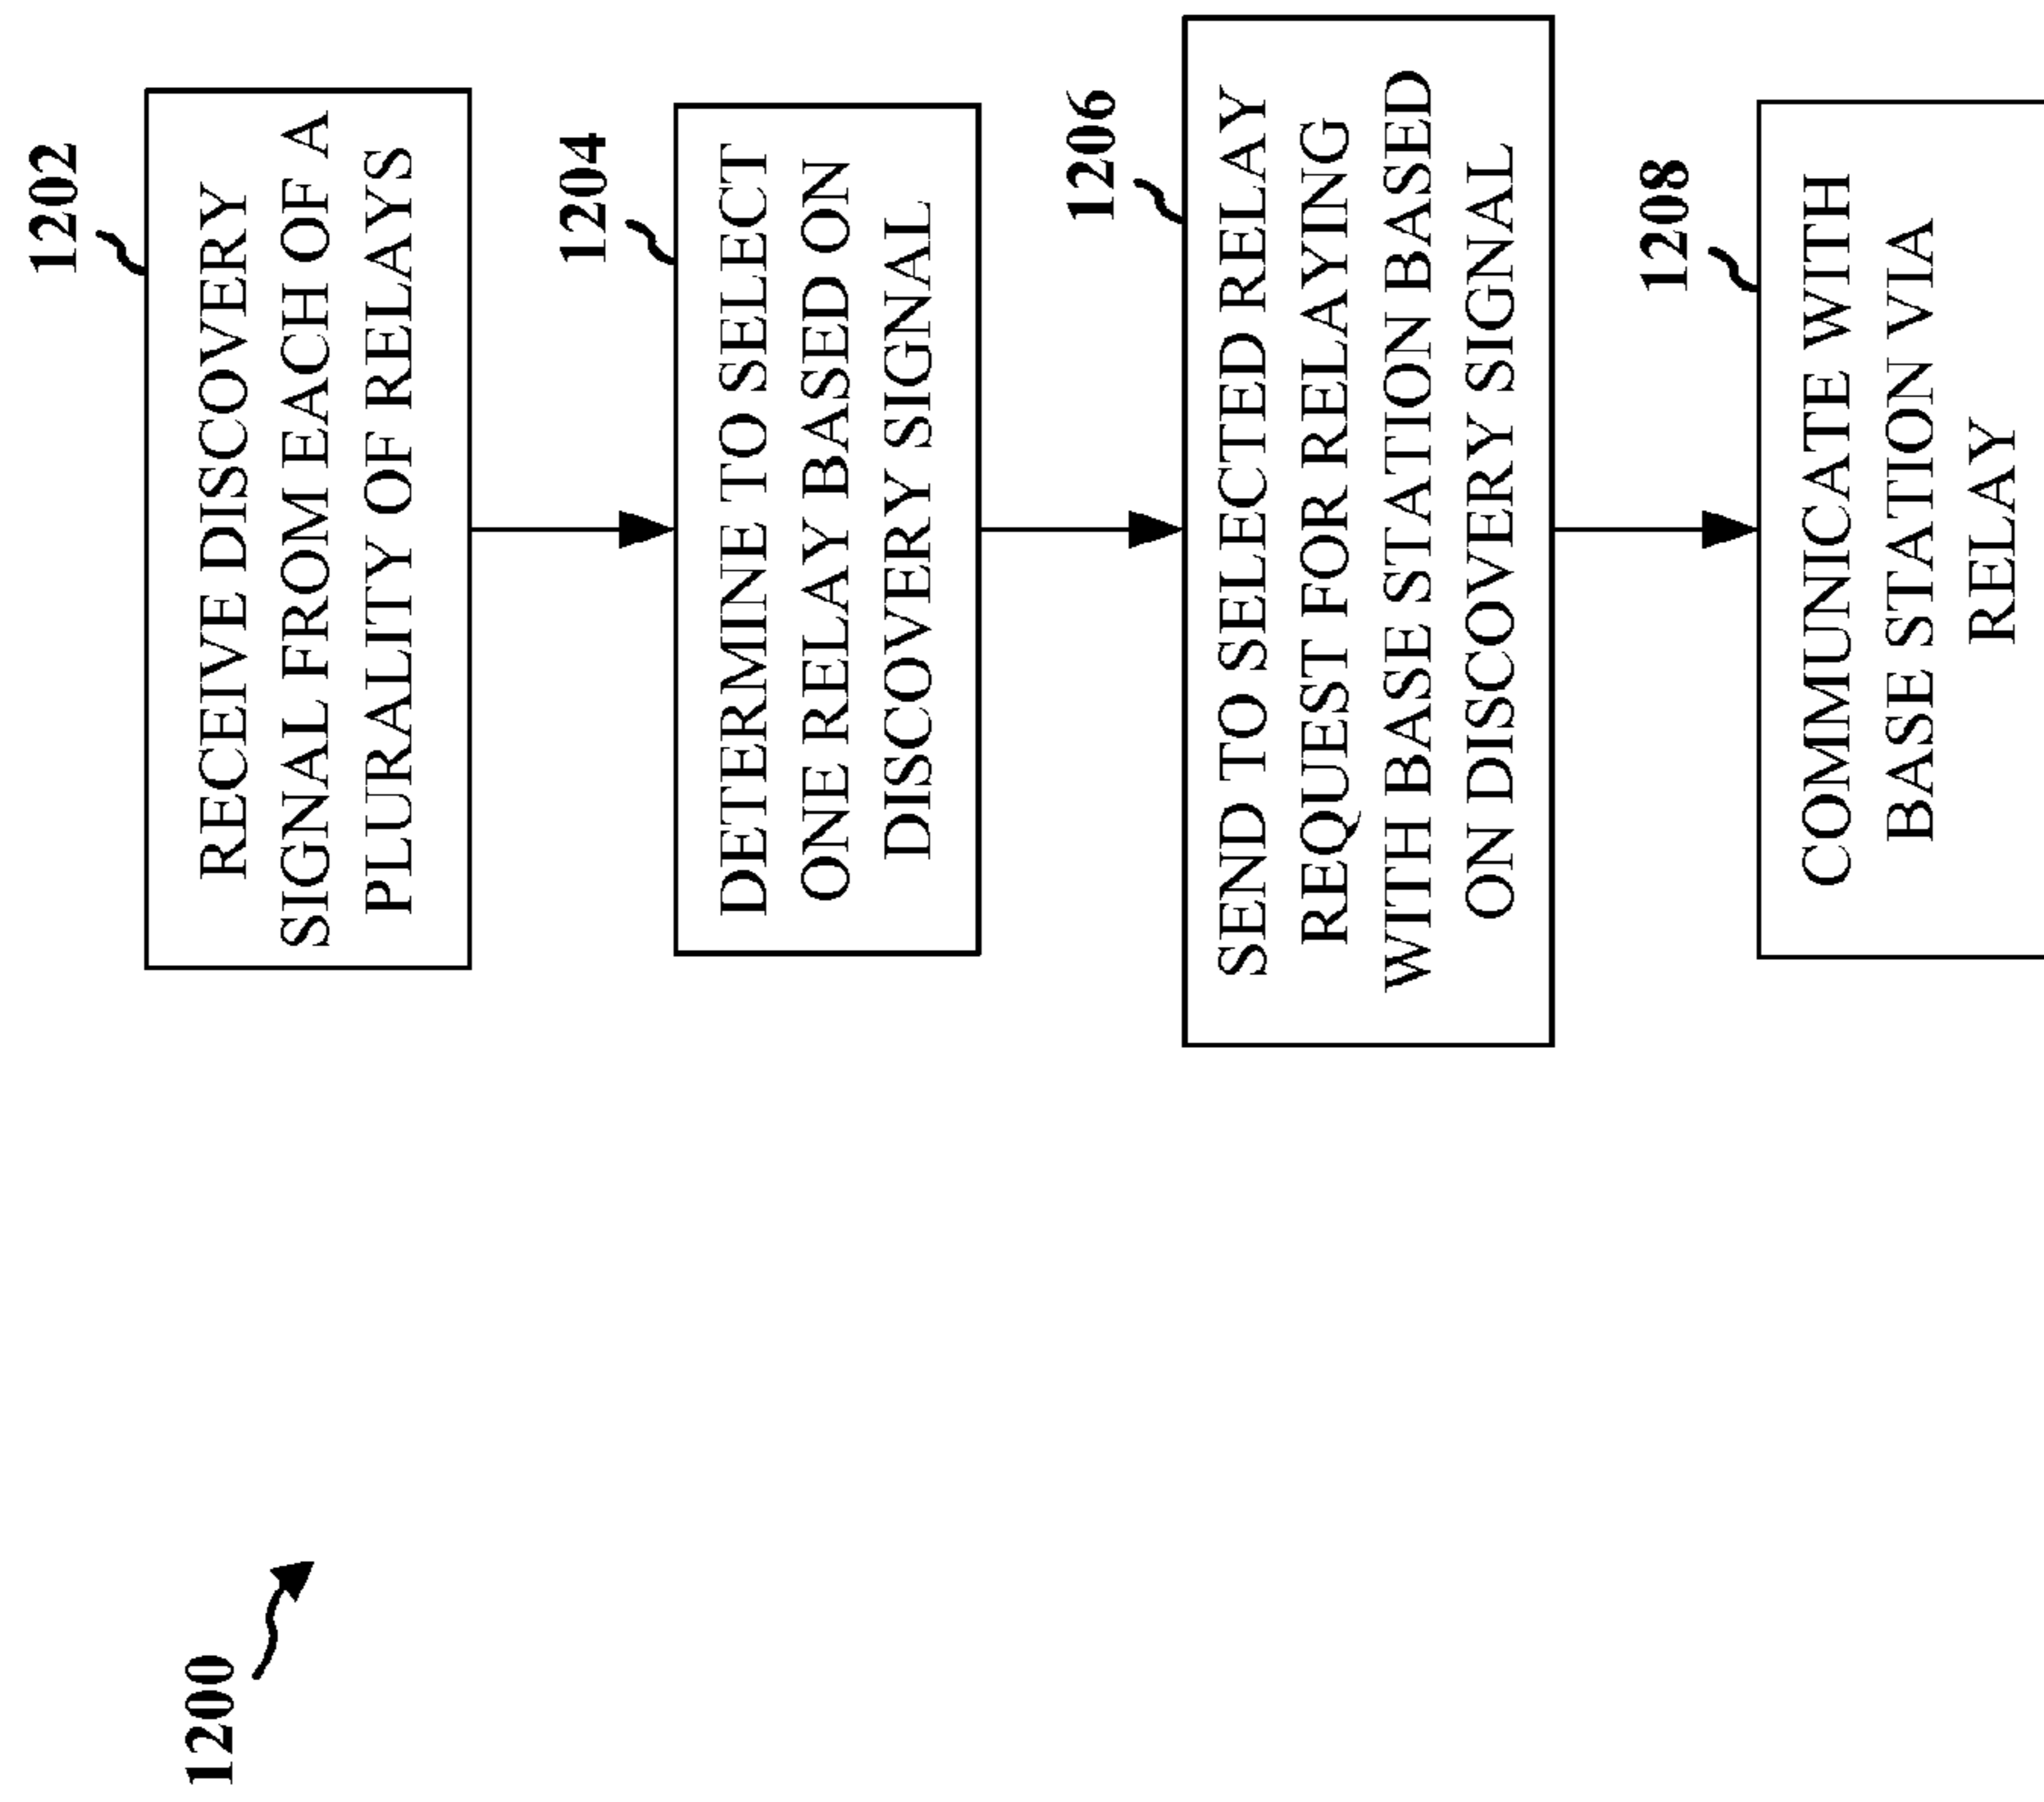 1200
1202
RECEIVE DISCOVERY
SIGNAL FROM EACH OF A
PLURALITY OF RELAYS
1204
DETERMINE TO SELECT
ONE RELAY BASED ON
DISCOVERY SIGNAL
1206
SEND TO SELECTED RELAY
REQUEST FOR RELAYING
WITH BASE STATION BASED
ON DISCOVERY SIGNAL
1208
COMMUNICATE WITH
BASE STATION VIA
RELAY